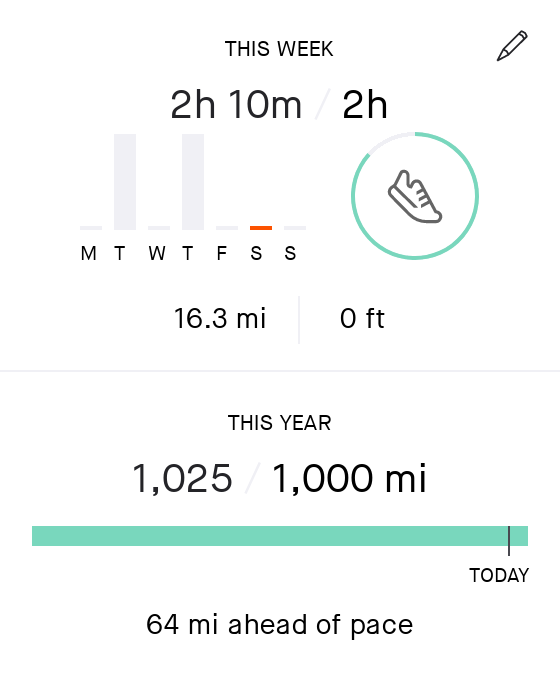 THIS WEEK
2h 10m / 2h
M T W T F S S
16.3 mi 0 ft
THIS YEAR
1,025 / 1,000 mi
TODAY
64 mi ahead of pace